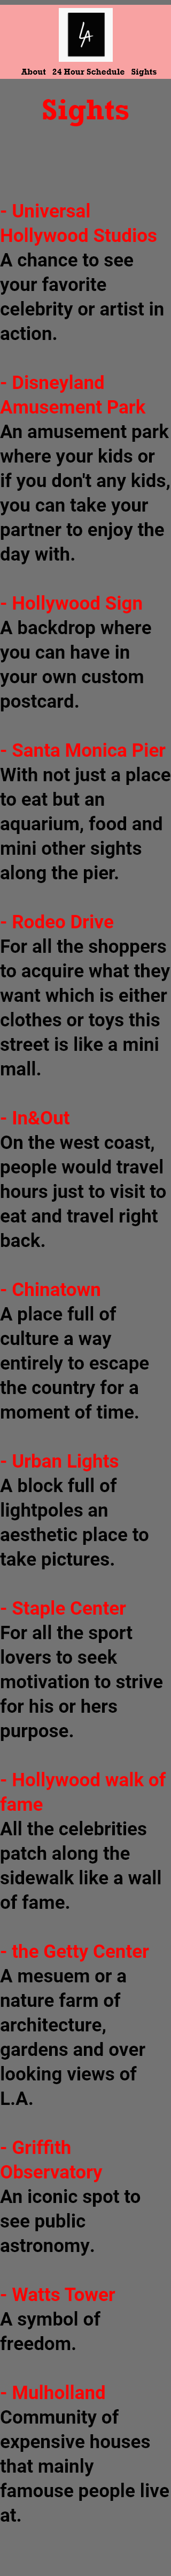 LA
About 24 Hour Schedule Sights
Sights
- Universal
Hollywood Studios
A chance to see
your favorite
celebrity or artist in
action.
- Disneyland
Amusement Park
An amusement park
where your kids or
if you don't any kids,
you can take your
partner to enjoy the
day with.
- Hollywood Sign
A backdrop where
you can have in
your own custom
postcard.
- Santa Monica Pier
With not just a place
to eat but an
aquarium, food and
mini other sights
along the pier.
- Rodeo Drive
For all the shoppers
to acquire what they
want which is either
clothes or toys this
street is like a mini
mall.
- In&Out
On the west coast,
people would travel
hours just to visit to
eat and travel right
back.
- Chinatown
A place full of
culture a way
entirely to escape
the country for a
moment of time.
- Urban Lights
A block full of
lightpoles an
aesthetic place to
take pictures.
- Staple Center
For all the sport
lovers to seek
motivation to strive
for his or hers
purpose.
- Hollywood walk of
fame
All the celebrities
patch along the
sidewalk like a wall
of fame.
- the Getty Center
A mesuem or a
nature farm of
architecture,
gardens and over
looking views of
L.A.
- Griffith
Observatory
An iconic spot to
see public
astronomy.
- Watts Tower
A symbol of
freedom.
- Mulholland
Community of
expensive houses
that mainly
famouse people live
at.